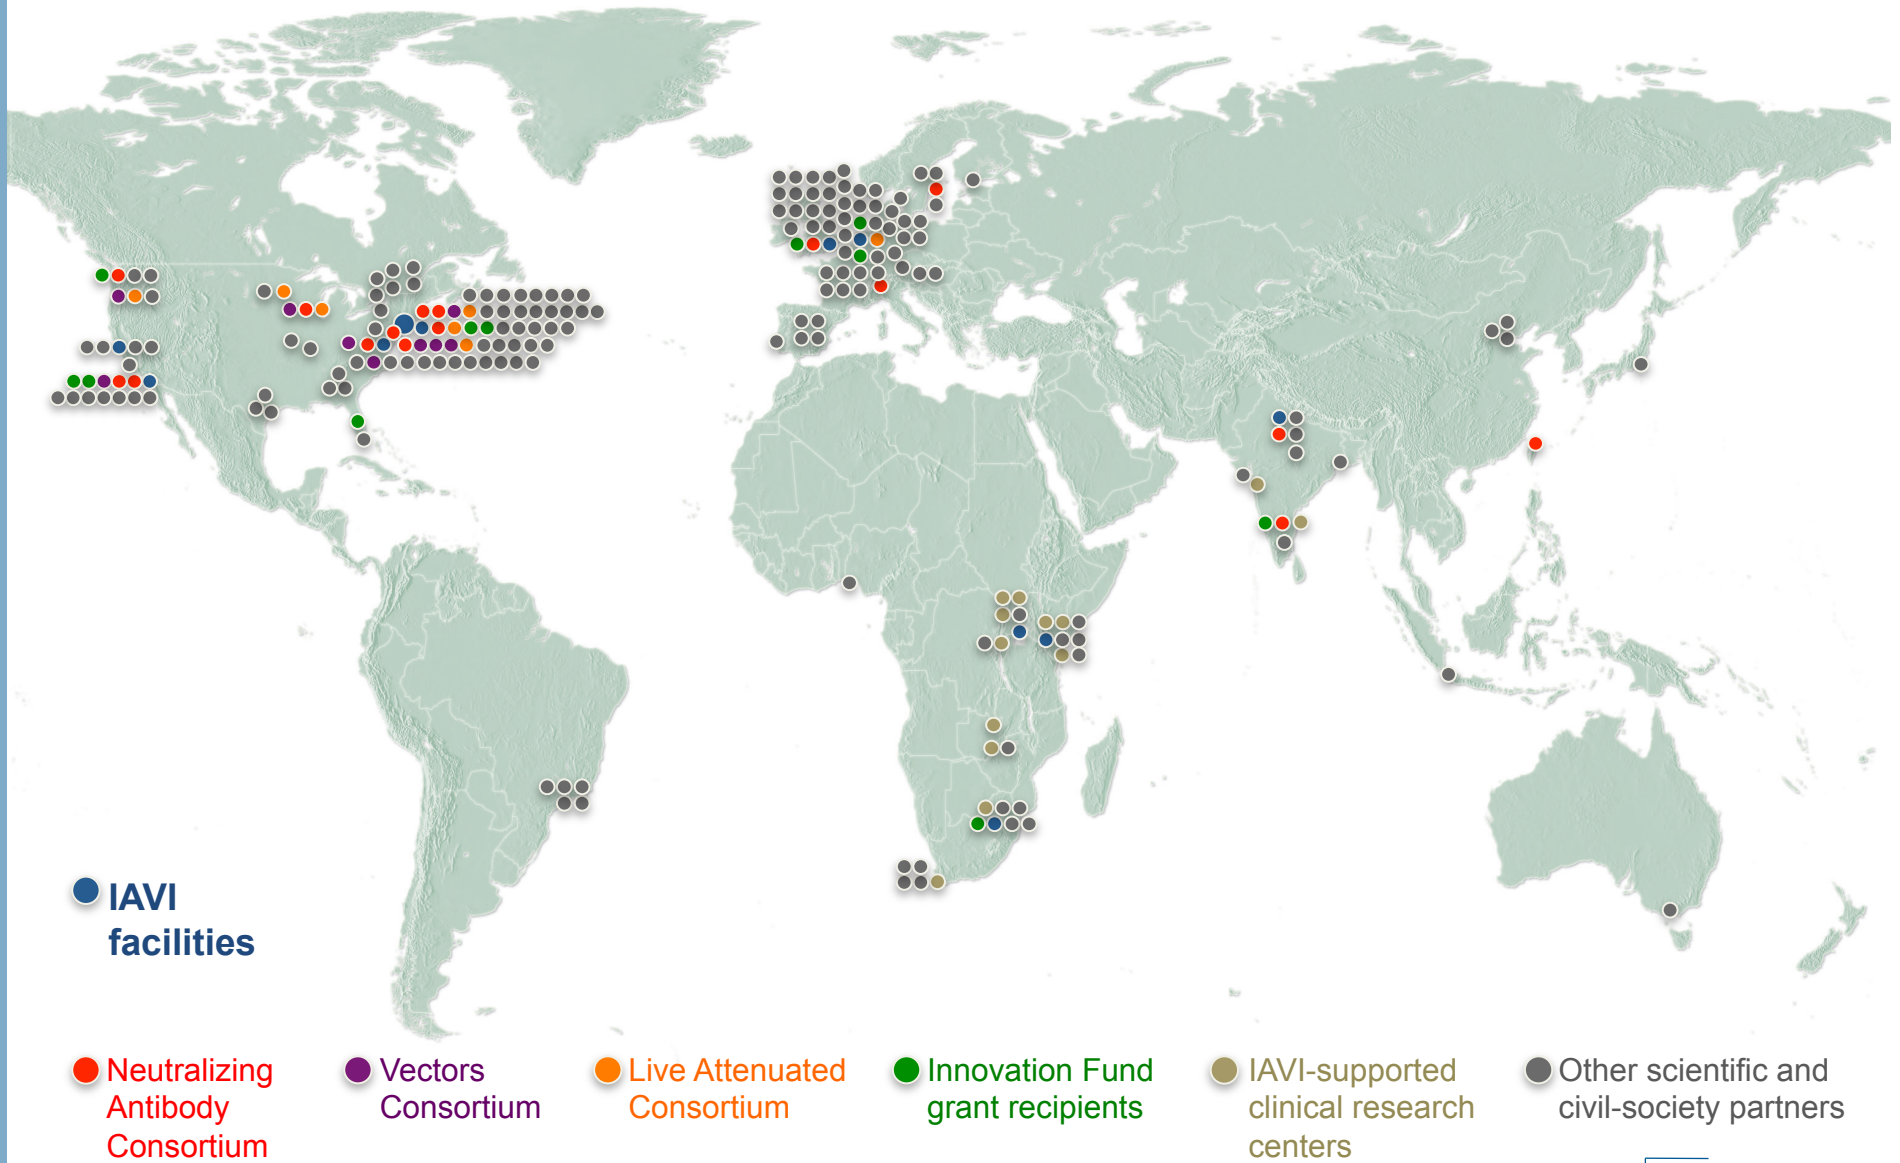 IAVI
facilities
Neutralizing
Antibody
Consortium
Vectors
Consortium
Live Attenuated
Consortium
Innovation Fund
grant recipients
IAVI-supported
clinical research
centers
Other scientific and
civil-society partners